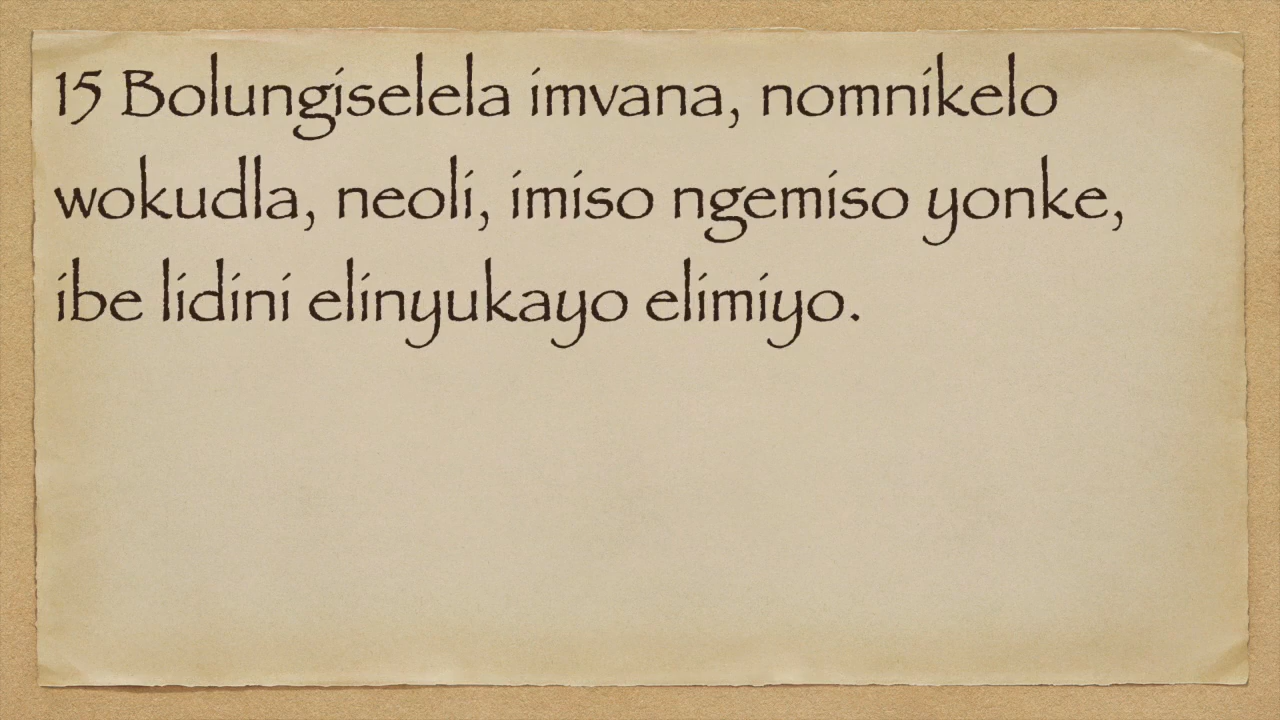 15 Bolungiselela imvana, nomnikelo
wokudla, neoli, imiso ngemiso yonke,
ibe lidini elinyukayo elimiyo.